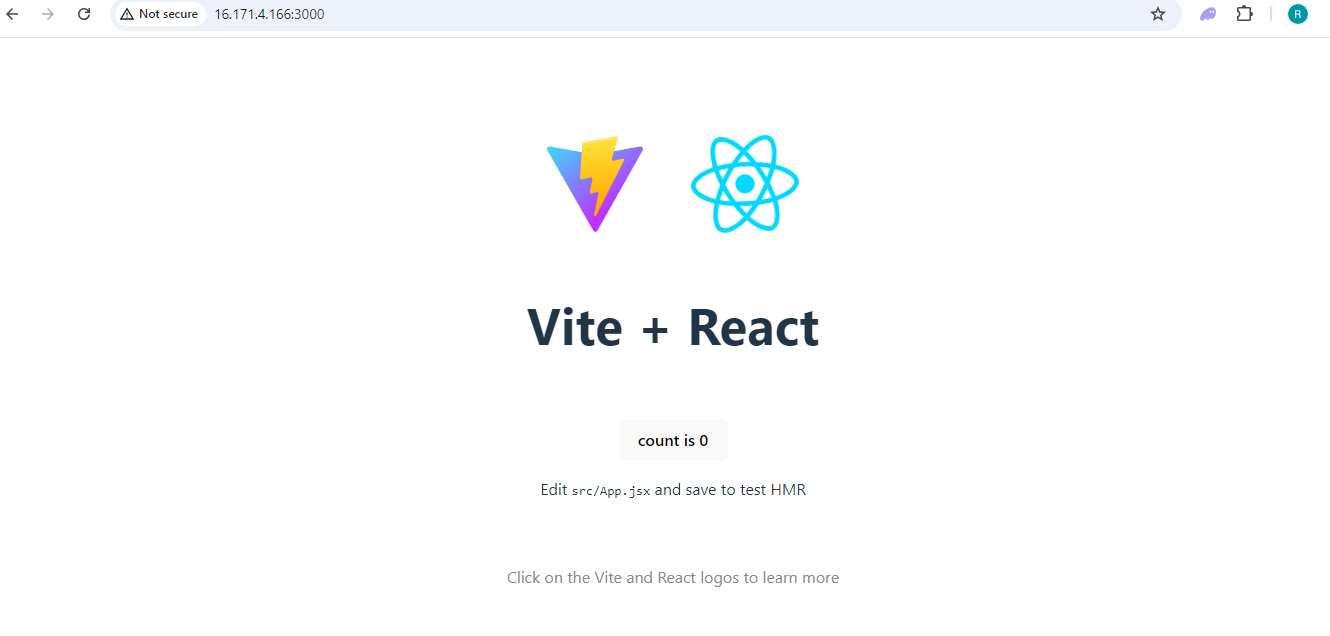 Not secure 16.171.4.166:3000
R
Vite + React
count is 0
Edit src/App.jsx and save to test HMR
Click on the Vite and React logos to learn more